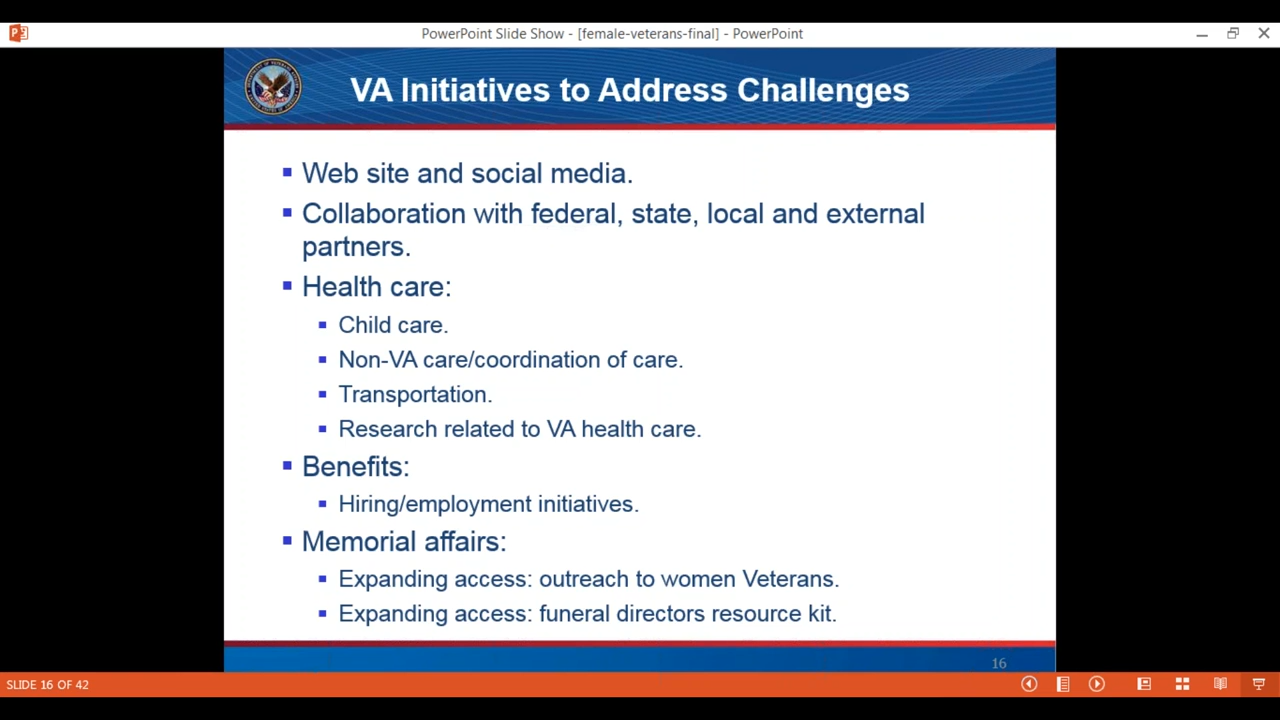 PowerPoint Slide Show - [female-veterans-final] - PowerPoint
VA Initiatives to Address Challenges
Web site and social media.
Collaboration with federal, state, local and external
partners.
Health care:
Child care.
Non-VA care/coordination of care.
Transportation.
Research related to VA health care.
Benefits:
Hiring/employment initiatives.
Memorial affairs:
Expanding access: outreach to women Veterans.
Expanding access: funeral directors resource kit.
16
SLIDE 16 OF 42